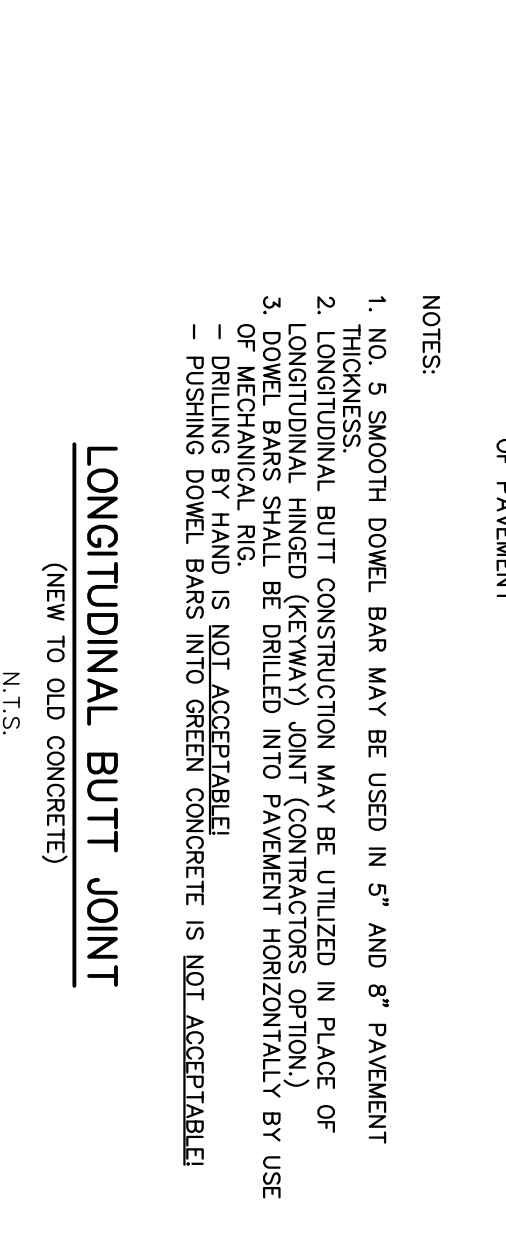 OF PAVEMENT
NOTES:
1. NO. 5 SMOOTH DOWEL BAR MAY BE USED IN 5" AND 8" PAVEMENT
THICKNESS.
2. LONGITUDINAL BUTT CONSTRUCTION MAY BE UTILIZED IN PLACE OF
LONGITUDINAL HINGED (KEYWAY) JOINT (CONTRACTORS OPTION.)
3. DOWEL BARS SHALL BE DRILLED INTO PAVEMENT HORIZONTALLY BY USE
OF MECHANICAL RIG.
– DRILLING BY HAND IS NOT ACCEPTABLE!
– PUSHING DOWEL BARS INTO GREEN CONCRETE IS NOT ACCEPTABLE!
LONGITUDINAL BUTT JOINT
(NEW TO OLD CONCRETE)
N.T.S.